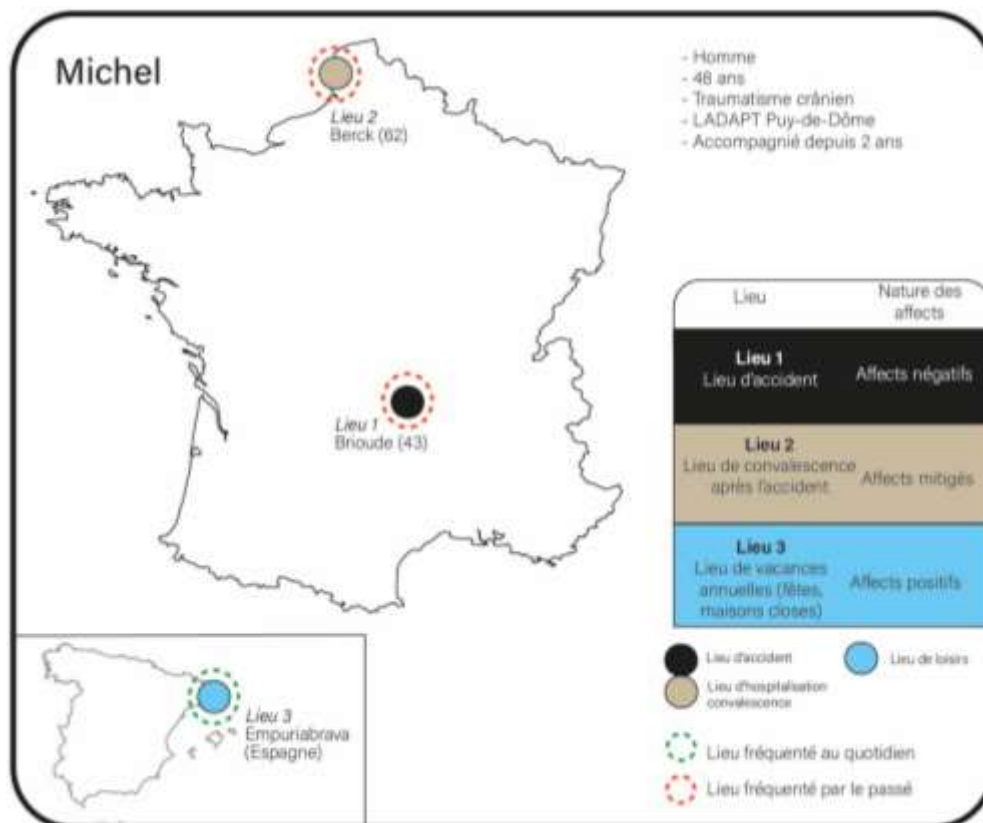 Michel
- Homme
- 48 ans
- Traumatisme crânien
- LADAPT Puy-de-Dôme
- Accompagnié depuis 2 ans
Lieu 2
Berck (62)
Lieu 1
Brioude (43)
Lieu 3
Empuriabrava
(Espagne)
Lieu
Nature des
affects
Lieu 1
Lieu d'accident
Affects négatifs
Lieu 2
Lieu de convalescence
après l'accident
Affects mitigés
Lieu 3
Lieu de vacances
annuelles (fêtes,
maisons closes)
Affects positifs
Lieu d'accident
Lieu de loisirs
Lieu d'hospitalisation
convalescence
Lieu fréquenté au quotidien
Lieu fréquenté par le passé